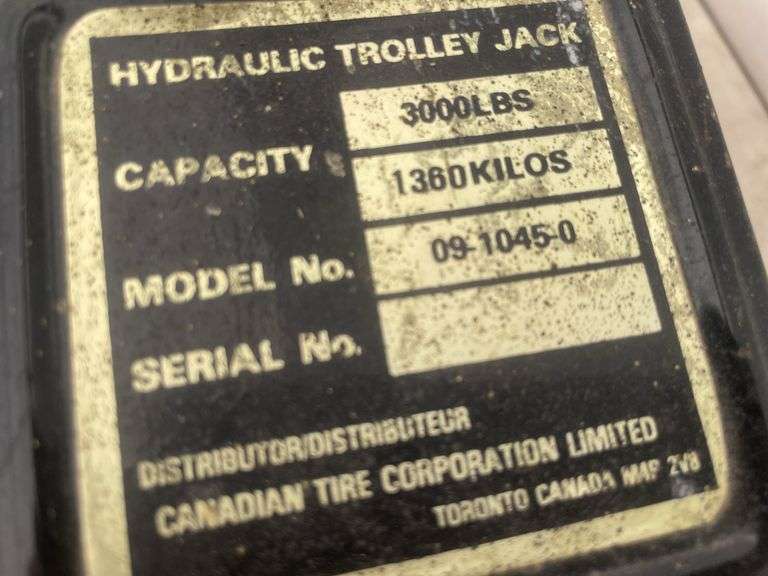 HYDRAULIC TROLLEY JACK
CAPACITY 3000LBS
1360KILOS
MODEL No. 09-1045-0
SERIAL No.
DISTRIBUTOR/DISTRIBUTEUR
CANADIAN TIRE CORPORATION LIMITED
TORONTO CANADA M4P 2V8